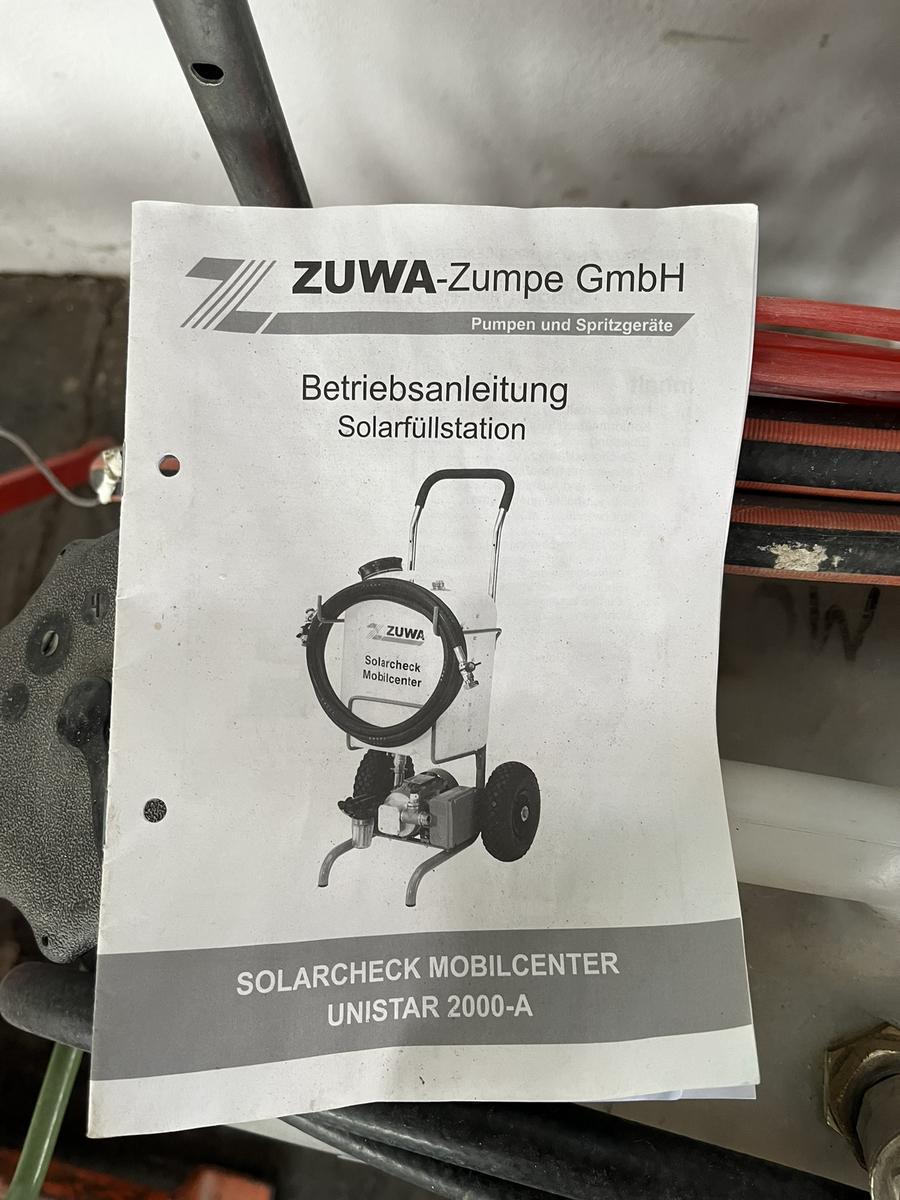 ZUWA-Zumpe GmbH
Pumpen und Spritzgeräte
Betriebsanleitung
Solarfüllstation
ZUWA
Solarcheck
Mobilcenter
SOLARCHECK MOBILCENTER
UNISTAR 2000-A